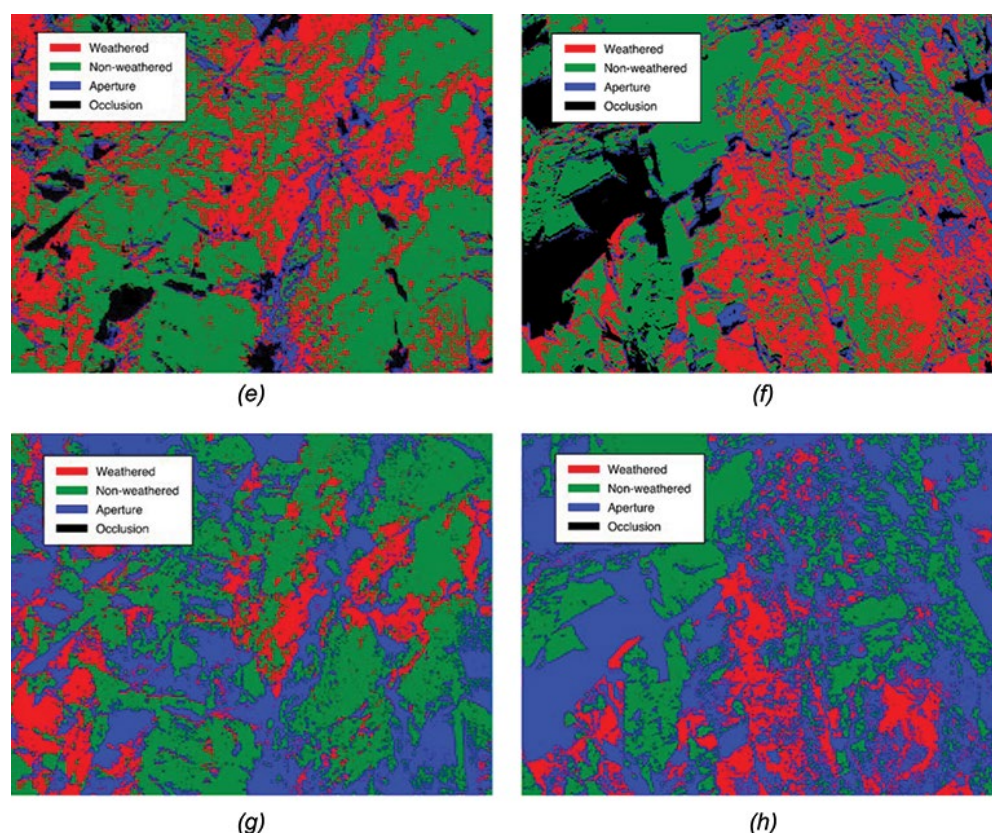 Weathered
Non-weathered
Aperture
Occlusion
(e)
Weathered
Non-weathered
Aperture
Occlusion
(f)
Weathered
Non-weathered
Aperture
Occlusion
(g)
Weathered
Non-weathered
Aperture
Occlusion
(h)